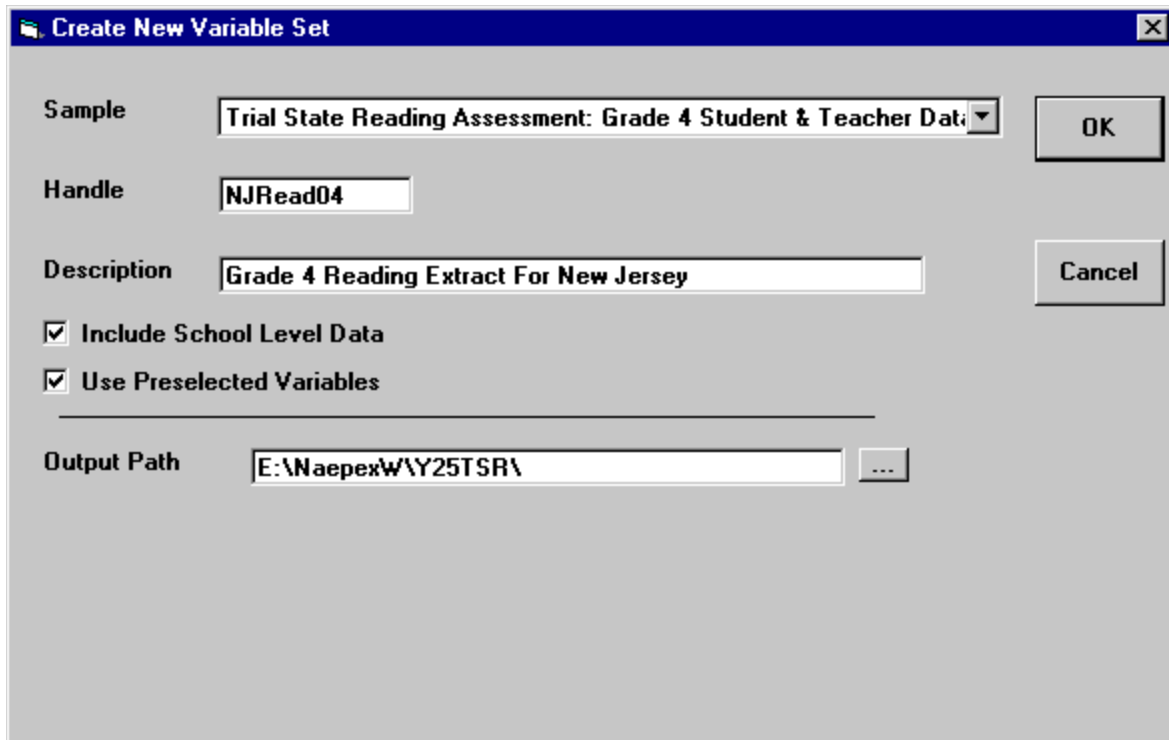 Create New Variable Set
Sample
Trial State Reading Assessment: Grade 4 Student & Teacher Data
OK
Handle
NJRead04
Description
Grade 4 Reading Extract For New Jersey
Cancel
Include School Level Data
Use Preselected Variables
Output Path
E:\NaepexW\Y25TSR\
...